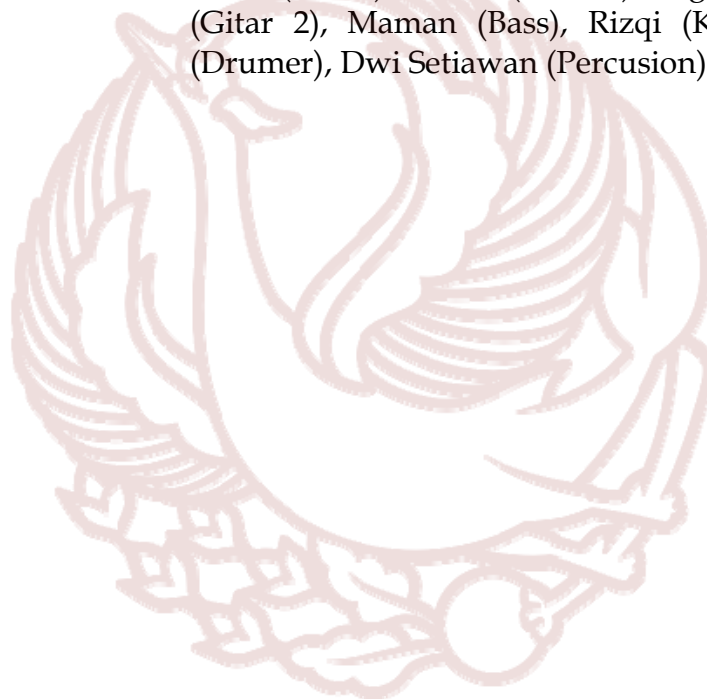 (Gitar 2), Maman (Bass), Rizqi (K
(Drumer), Dwi Setiawan (Percusion)